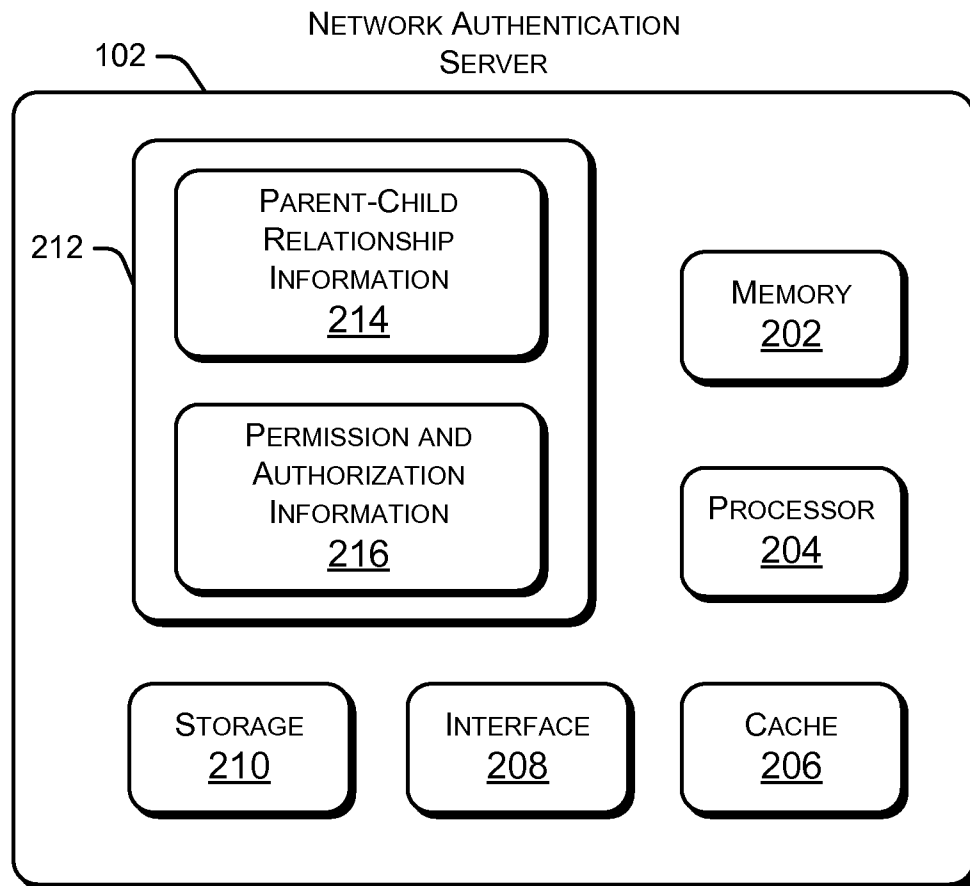 NETWORK AUTHENTICATION
SERVER
102
212
PARENT-CHILD
RELATIONSHIP
INFORMATION
214
PERMISSION AND
AUTHORIZATION
INFORMATION
216
MEMORY
202
PROCESSOR
204
STORAGE
210
INTERFACE
208
CACHE
206